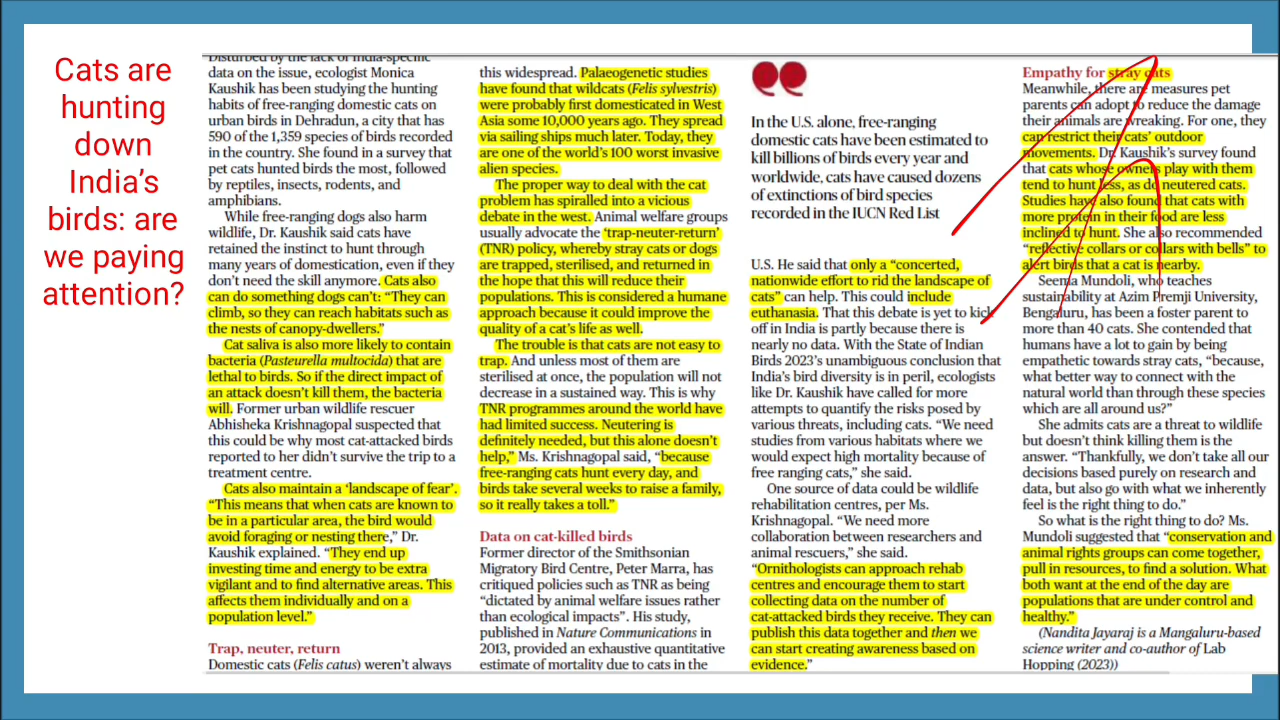 Cats are
hunting
down
India's
birds: are
we paying
attention?
Disturbed by the lack of India-specific
data on the issue, ecologist Monica
Kaushik has been studying the hunting
habits of free-ranging domestic cats on
urban birds in Dehradun, a city that has
590 of the 1,359 species of birds recorded
in the country. She found in a survey that
pet cats hunted birds the most, followed
by reptiles, insects, rodents, and
amphibians.
While free-ranging dogs also harm
wildlife, Dr. Kaushik said cats have
retained the instinct to hunt through
many years of domestication, even if they
don't need the skill anymore. Cats also
can do something dogs can't: “They can
climb, so they can reach habitats such as
the nests of canopy-dwellers.”
Cat saliva is also more likely to contain
bacteria (Pasteurella multocida) that are
lethal to birds. So if the direct impact of
an attack doesn't kill them, the bacteria
will. Former urban wildlife rescuer
Abhisheka Krishnagopal suspected that
this could be why most cat-attacked birds
reported to her didn't survive the trip to a
treatment centre.
Cats also maintain a ‘landscape of fear’.
“This means that when cats are known to
be in a particular area, the bird would
avoid foraging or nesting there,” Dr.
Kaushik explained. “They end up
investing time and energy to be extra
vigilant and to find alternative areas. This
affects them individually and on a
population level.”
Trap, neuter, return
Domestic cats (Felis catus) weren't always
this widespread. Palaeogenetic studies
have found that wildcats (Felis sylvestris)
were probably first domesticated in West
Asia some 10,000 years ago. They spread
via sailing ships much later. Today, they
are one of the world's 100 worst invasive
alien species.
The proper way to deal with the cat
problem has spiralled into a vicious
debate in the west. Animal welfare groups
usually advocate the ‘trap-neuter-return’
(TNR) policy, whereby stray cats or dogs
are trapped, sterilised, and returned in
the hope that this will reduce their
populations. This is considered a humane
approach because it could improve the
quality of a cat's life as well.
The trouble is that cats are not easy to
trap. And unless most of them are
sterilised at once, the population will not
decrease in a sustained way. This is why
TNR programmes around the world have
had limited success. Neutering is
definitely needed, but this alone doesn't
help,” Ms. Krishnagopal said, “because
free-ranging cats hunt every day, and
birds take several weeks to raise a family,
so it really takes a toll.”
Data on cat-killed birds
Former director of the Smithsonian
Migratory Bird Centre, Peter Marra, has
critiqued policies such as TNR as being
“dictated by animal welfare issues rather
than ecological impacts”. His study,
published in Nature Communications in
2013, provided an exhaustive quantitative
estimate of mortality due to cats in the
In the U.S. alone, free-ranging
domestic cats have been estimated to
kill billions of birds every year and
worldwide, cats have caused dozens
of extinctions of bird species
recorded in the IUCN Red List
U.S. He said that only a “concerted,
nationwide effort to rid the landscape of
cats” can help. This could include
euthanasia. That this debate is yet to kick
off in India is partly because there is
nearly no data. With the State of Indian
Birds 2023's unambiguous conclusion that
India's bird diversity is in peril, ecologists
like Dr. Kaushik have called for more
attempts to quantify the risks posed by
various threats, including cats. “We need
studies from various habitats where we
would expect high mortality because of
free ranging cats,” she said.
One source of data could be wildlife
rehabilitation centres, per Ms.
Krishnagopal. “We need more
collaboration between researchers and
animal rescuers,” she said.
“Ornithologists can approach rehab
centres and encourage them to start
collecting data on the number of
cat-attacked birds they receive. They can
publish this data together and then we
can start creating awareness based on
evidence.”
Empathy for stray cats
Meanwhile, there are measures pet
parents can adopt to reduce the damage
their animals are wreaking. For one, they
can restrict their cats' outdoor
movements. Dr. Kaushik's survey found
that cats whose owners play with them
tend to hunt less, as do neutered cats.
Studies have also found that cats with
more protein in their food are less
inclined to hunt. She also recommended
“reflective collars or collars with bells” to
alert birds that a cat is nearby.
Seema Mundoli, who teaches
sustainability at Azim Premji University,
Bengaluru, has been a foster parent to
more than 40 cats. She contended that
humans have a lot to gain by being
empathetic towards stray cats, “because,
what better way to connect with the
natural world than through these species
which are all around us?”
She admits cats are a threat to wildlife
but doesn't think killing them is the
answer. “Thankfully, we don't take all our
decisions based purely on research and
data, but also go with what we inherently
feel is the right thing to do.”
So what is the right thing to do? Ms.
Mundoli suggested that “conservation and
animal rights groups can come together,
pull in resources, to find a solution. What
both want at the end of the day are
populations that are under control and
healthy.”
(Nandita Jayaraj is a Mangaluru-based
science writer and co-author of Lab
Hopping (2023))